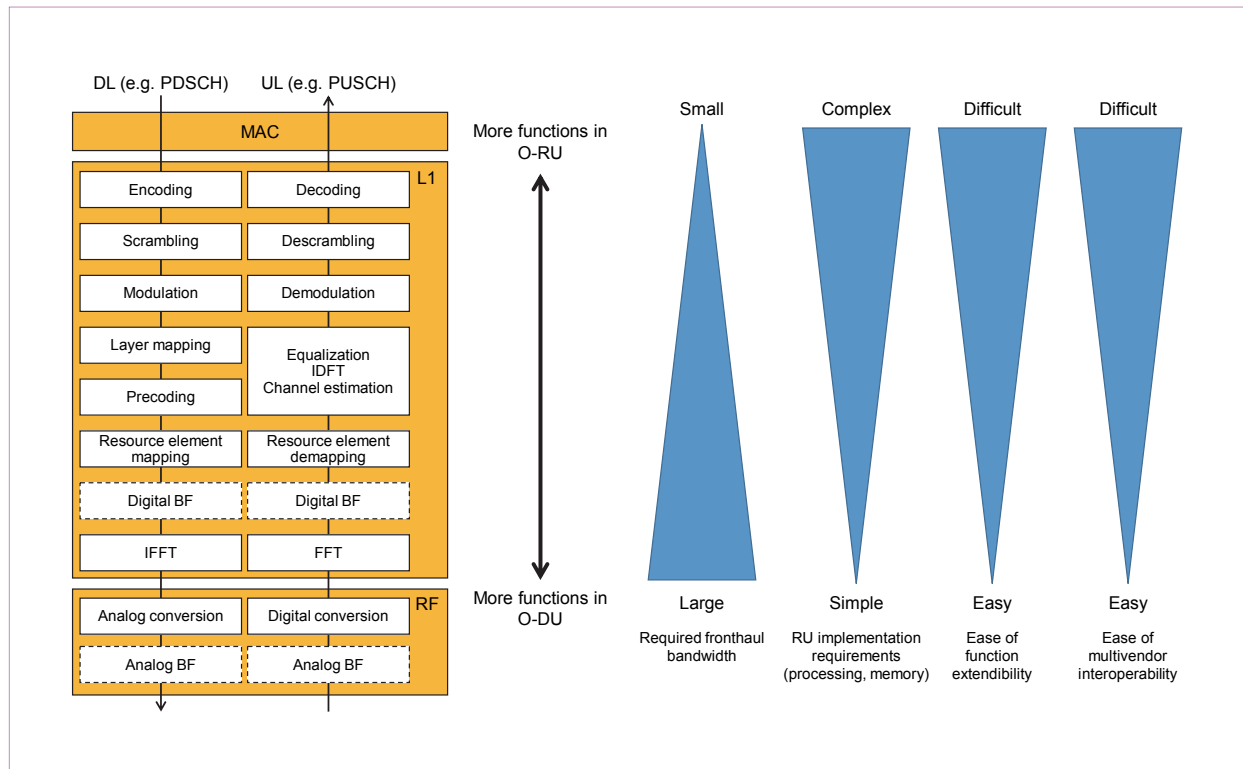 DL (e.g. PDSCH)
UL (e.g. PUSCH)
MAC
L1
Encoding
Decoding
Scrambling
Descrambling
Modulation
Demodulation
Layer mapping
Equalization
IDFT
Channel estimation
Precoding
Resource element
mapping
Resource element
demapping
Digital BF
Digital BF
IFFT
FFT
RF
Analog conversion
Digital conversion
Analog BF
Analog BF
More functions in
O-RU
More functions in
O-DU
Small
Complex
Difficult
Difficult
Large
Simple
Easy
Easy
Required fronthaul
bandwidth
RU implementation
requirements
(processing, memory)
Ease of
function
extendibility
Ease of
multivendor
interoperability